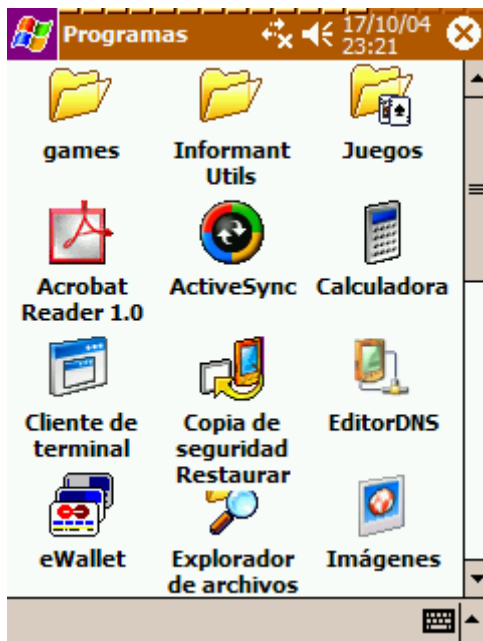 Programas
17/10/04
23:21
games
Informant
Utils
Juegos
Acrobat
Reader 1.0
ActiveSync
Calculadora
Cliente de
terminal
Copia de
seguridad
Restaurar
EditorDNS
eWallet
Explorador
de archivos
Imágenes